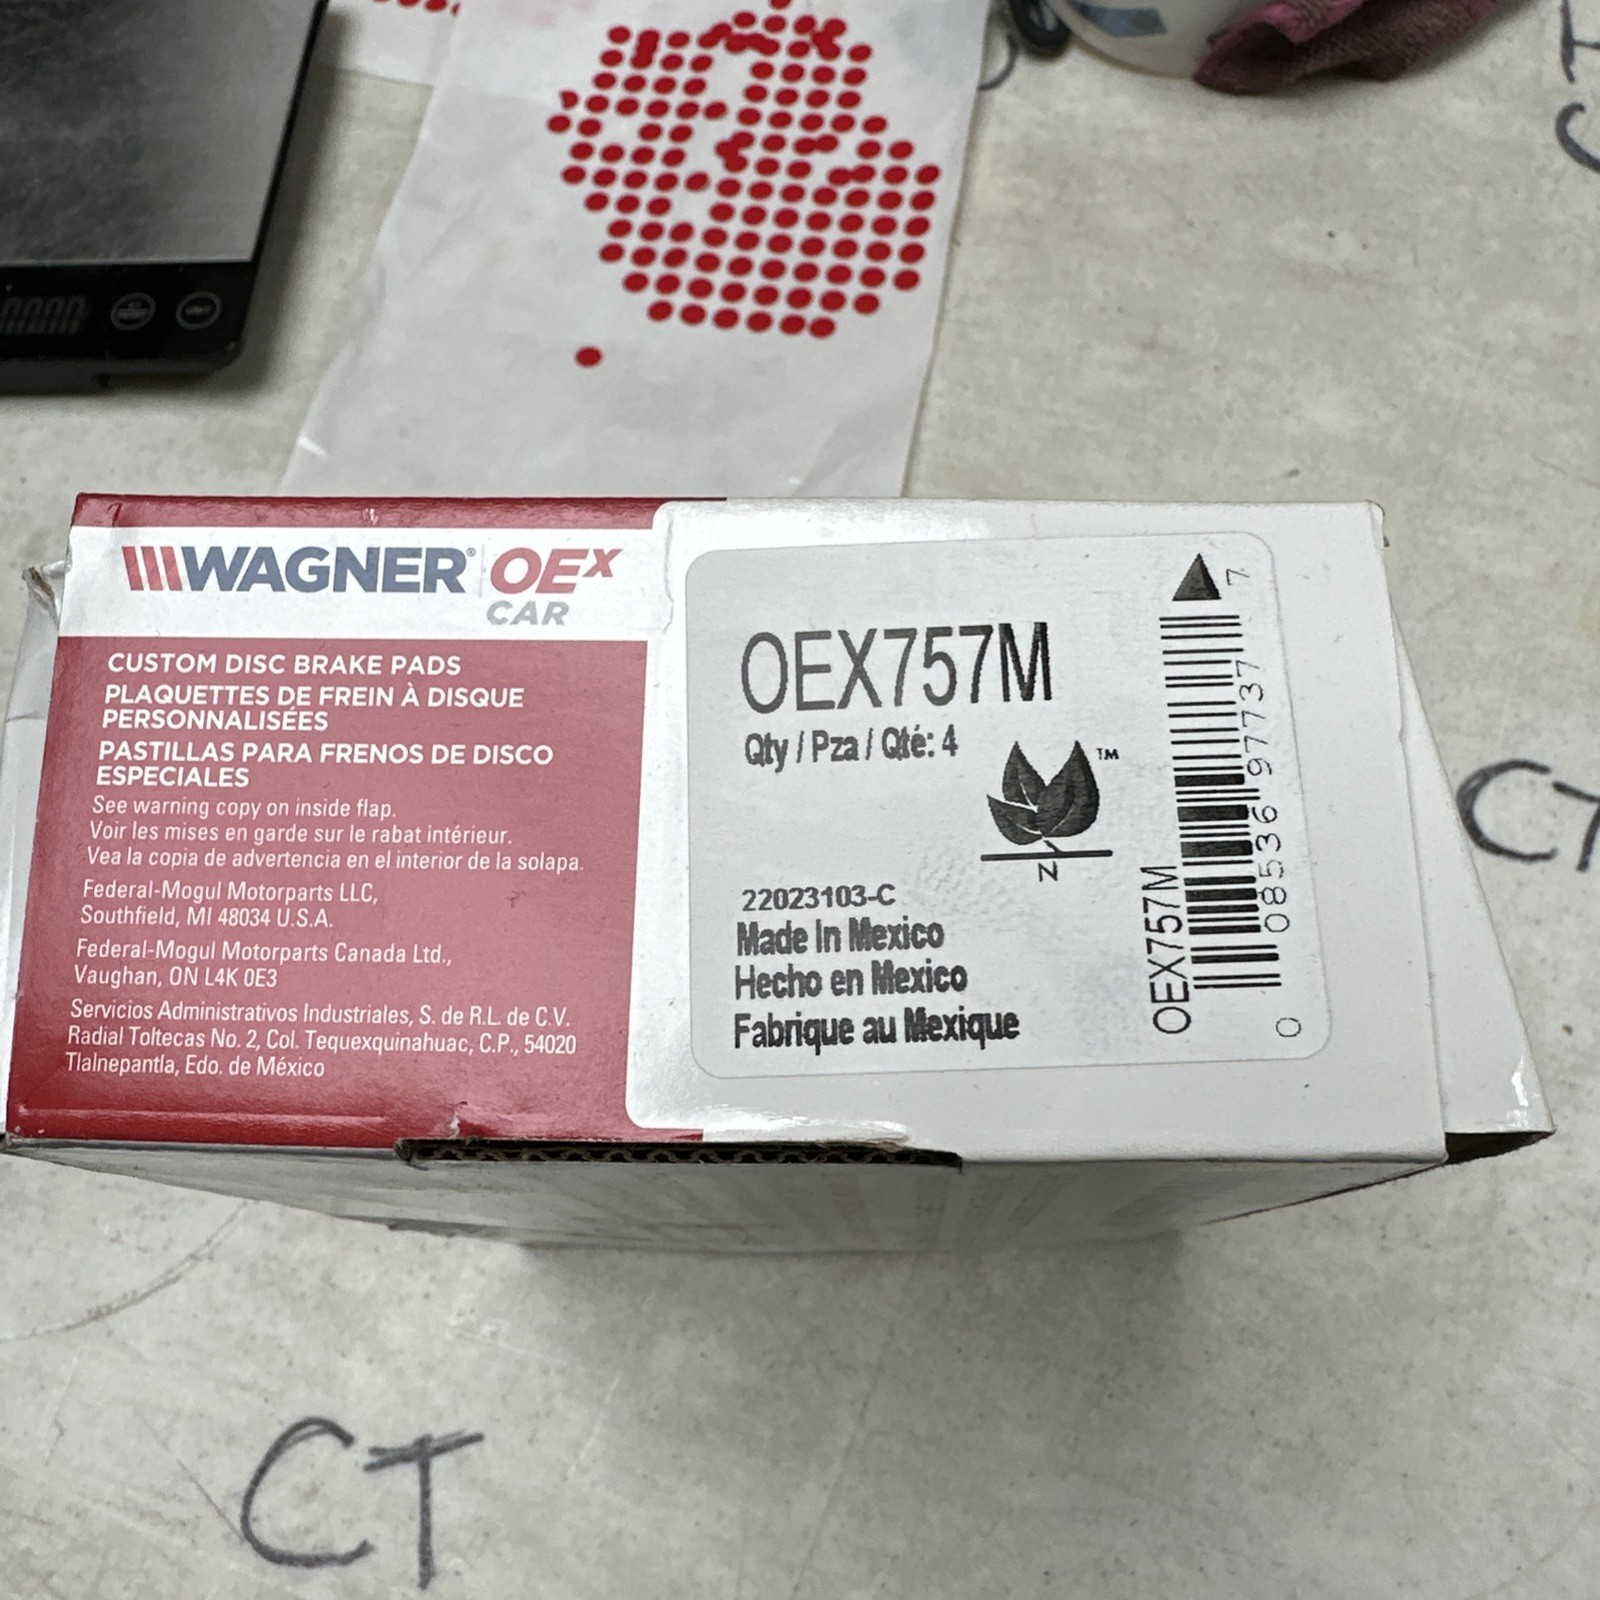 WAGNER® OEX
CAR
CUSTOM DISC BRAKE PADS
PLAQUETTES DE FREIN À DISQUE
PERSONNALISÉES
PASTILLAS PARA FRENOS DE DISCO
ESPECIALES
See warning copy on inside flap.
Voir les mises en garde sur le rabat intérieur.
Vea la copia de advertencia en el interior de la solapa.
Federal-Mogul Motorparts LLC,
Southfield, MI 48034 U.S.A.
Federal-Mogul Motorparts Canada Ltd.,
Vaughan, ON L4K 0E3
Servicios Administrativos Industriales, S. de R.L. de C.V.
Radial Toltecas No. 2, Col. Tequexquinahuac, C.P., 54020
Tlalnepantla, Edo. de México
OEX757M
Qty / Pza / Qté: 4
TM
N
22023103-C
Made In Mexico
Hecho en Mexico
Fabrique au Mexique
OEX757M
0 08536 97737 7
CT
CT